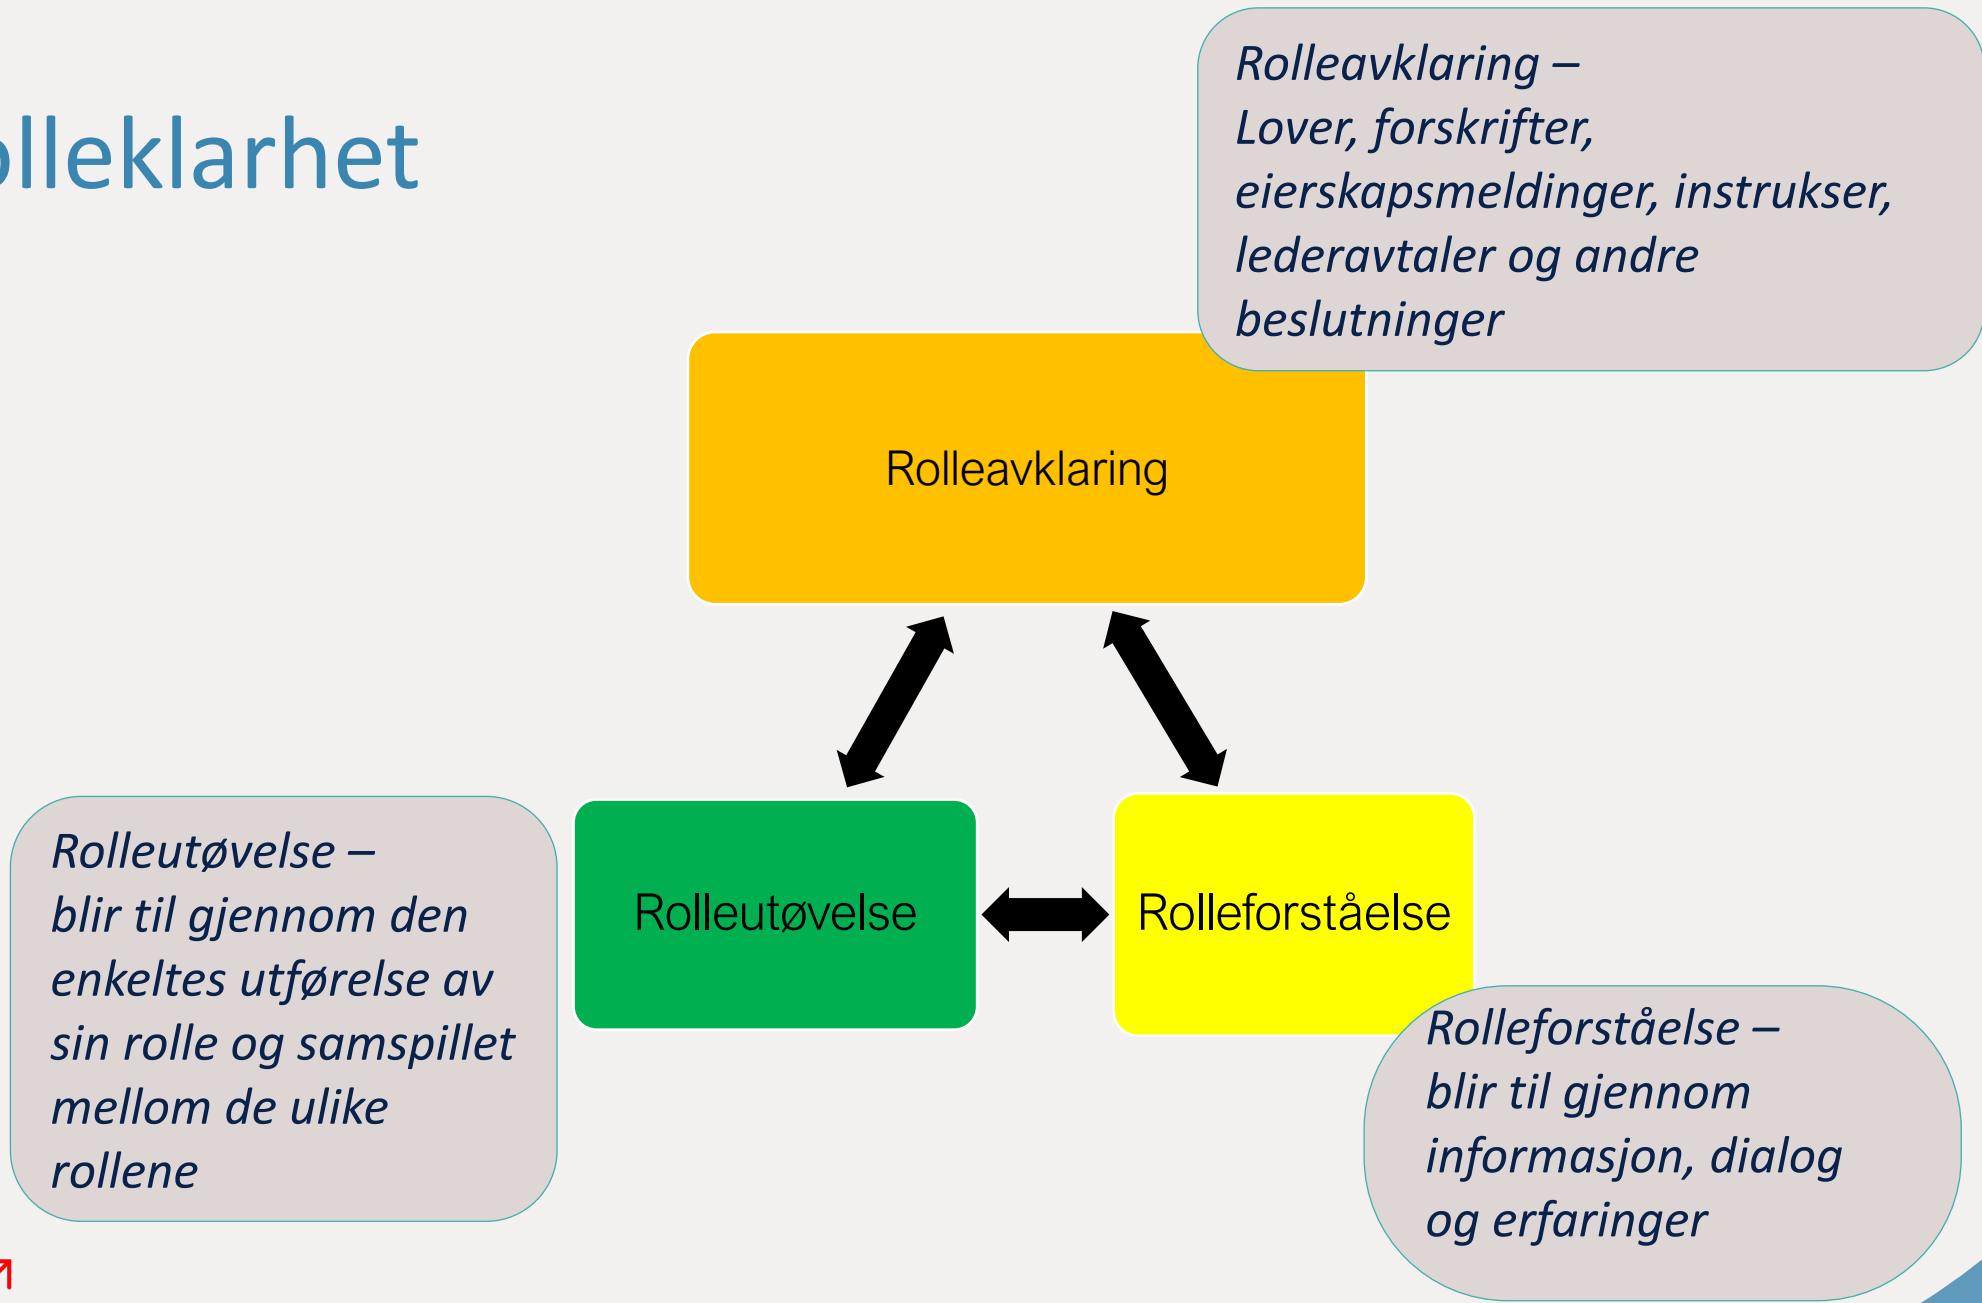 olleklarhet
Rolleavklaring –
Lover, forskrifter,
eierskapsmeldinger, instrukser,
lederavtaler og andre
beslutninger
Rolleavklaring
Rolleutøvelse –
blir til gjennom den
enkeltes utførelse av
sin rolle og samspillet
mellom de ulike
rollene
Rolleutøvelse
Rolleforståelse
Rolleforståelse –
blir til gjennom
informasjon, dialog
og erfaringer